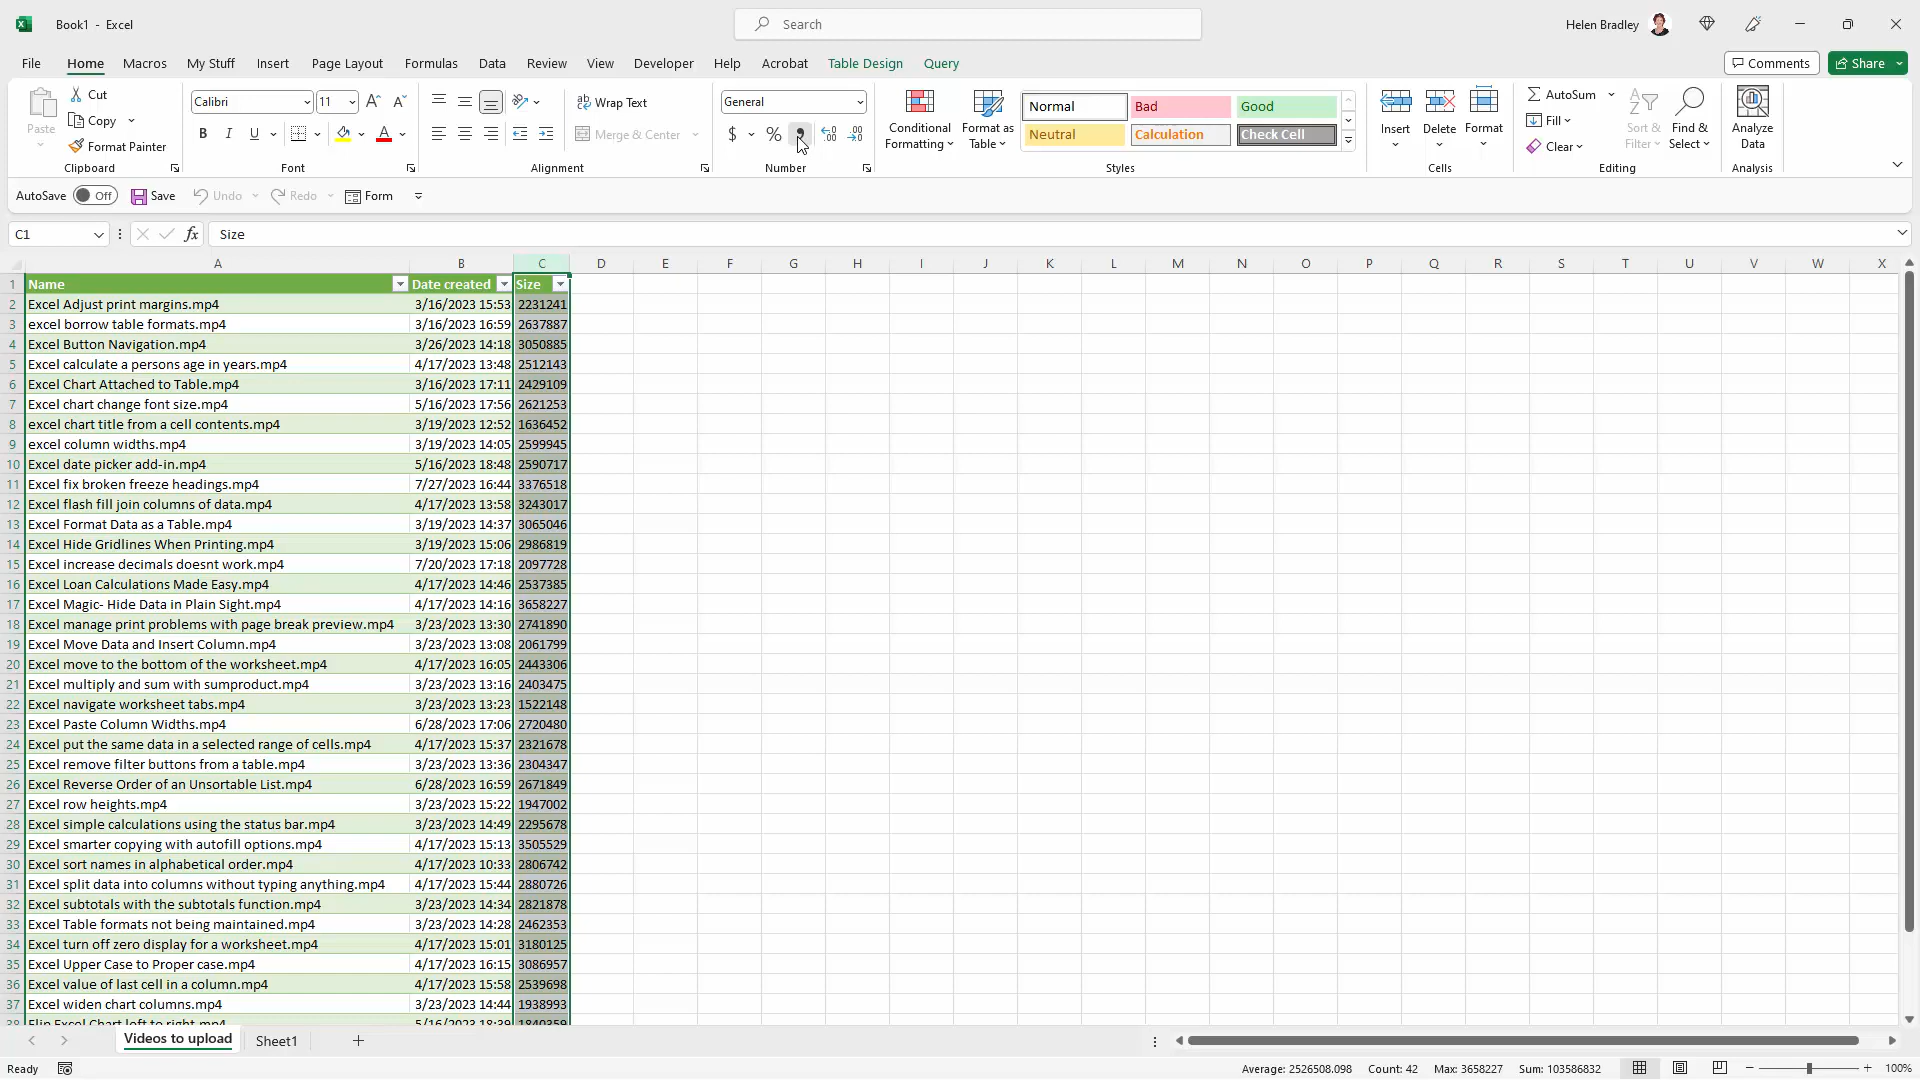 Book1 - Excel
Search
Helen Bradley
File Home Macros My Stuff Insert Page Layout Formulas Data Review View Developer Help Acrobat Table Design Query
Comments Share
Paste
Cut
Copy
Format Painter
Clipboard
Calibri 11
B I U
Font
Wrap Text
Merge & Center
Alignment
General
$ % ,
Number
Conditional Formatting
Format as Table
Normal Bad Good
Neutral Calculation Check Cell
Styles
Insert Delete Format
Cells
AutoSum
Fill
Clear
Sort & Filter
Find & Select
Editing
Analyze Data
Analysis
AutoSave Off Save Undo Redo Form
C1 fx Size
A B C D E F G H I J K L M N O P Q R S T U V W X
1 Name Date created Size
2 Excel Adjust print margins.mp4 3/16/2023 15:53 2231241
3 excel borrow table formats.mp4 3/16/2023 16:59 2637887
4 Excel Button Navigation.mp4 3/26/2023 14:18 3050885
5 Excel calculate a persons age in years.mp4 4/17/2023 13:48 2512143
6 Excel Chart Attached to Table.mp4 3/16/2023 17:11 2429109
7 Excel chart change font size.mp4 5/16/2023 17:56 2621253
8 excel chart title from a cell contents.mp4 3/19/2023 12:52 1636452
9 excel column widths.mp4 3/19/2023 14:05 2599945
10 Excel date picker add-in.mp4 5/16/2023 18:48 2590717
11 Excel fix broken freeze headings.mp4 7/27/2023 16:44 3376518
12 Excel flash fill join columns of data.mp4 4/17/2023 13:58 3243017
13 Excel Format Data as a Table.mp4 3/19/2023 14:37 3065046
14 Excel Hide Gridlines When Printing.mp4 3/19/2023 15:06 2986819
15 Excel increase decimals doesnt work.mp4 7/20/2023 17:18 2097728
16 Excel Loan Calculations Made Easy.mp4 4/17/2023 14:46 2537385
17 Excel Magic- Hide Data in Plain Sight.mp4 4/17/2023 14:16 3658227
18 Excel manage print problems with page break preview.mp4 3/23/2023 13:30 2741890
19 Excel Move Data and Insert Column.mp4 3/23/2023 13:08 2061799
20 Excel move to the bottom of the worksheet.mp4 4/17/2023 16:05 2443306
21 Excel multiply and sum with sumproduct.mp4 3/23/2023 13:16 2403475
22 Excel navigate worksheet tabs.mp4 3/23/2023 13:23 1522148
23 Excel Paste Column Widths.mp4 6/28/2023 17:06 2720480
24 Excel put the same data in a selected range of cells.mp4 4/17/2023 15:37 2321678
25 Excel remove filter buttons from a table.mp4 3/23/2023 13:36 2304347
26 Excel Reverse Order of an Unsortable List.mp4 6/28/2023 16:59 2671849
27 Excel row heights.mp4 3/23/2023 15:22 1947002
28 Excel simple calculations using the status bar.mp4 3/23/2023 14:49 2295678
29 Excel smarter copying with autofill options.mp4 4/17/2023 15:13 3505529
30 Excel sort names in alphabetical order.mp4 4/17/2023 10:33 2806742
31 Excel split data into columns without typing anything.mp4 4/17/2023 15:44 2880726
32 Excel subtotals with the subtotals function.mp4 3/23/2023 14:34 2821878
33 Excel Table formats not being maintained.mp4 3/23/2023 14:28 2462353
34 Excel turn off zero display for a worksheet.mp4 4/17/2023 15:01 3180125
35 Excel Upper Case to Proper case.mp4 4/17/2023 16:15 3086957
36 Excel value of last cell in a column.mp4 4/17/2023 15:58 2539698
37 Excel widen chart columns.mp4 3/23/2023 14:44 1938993
38 Flip Excel Chart left to right.mp4 5/16/2023 18:39 1840359
Videos to upload Sheet1
Ready Average: 2526508.098 Count: 42 Max: 3658227 Sum: 103586832 100%